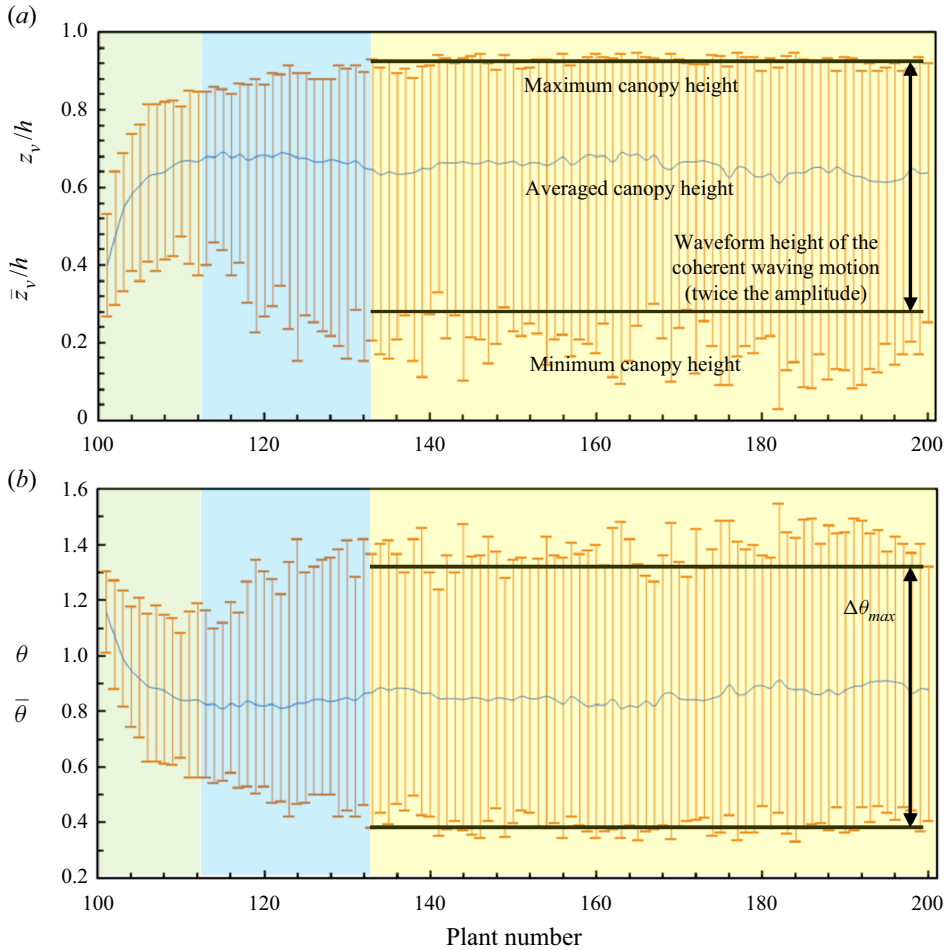 (a)
1.0
0.8
0.6
0.4
0.2
0
z_v/h
z̄_v/h
Maximum canopy height
Averaged canopy height
Waveform height of the
coherent waving motion
(twice the amplitude)
Minimum canopy height
100 120 140 160 180 200
(b)
1.6
1.4
1.2
1.0
0.8
0.6
0.4
0.2
θ
θ̄
Δθ_max
100 120 140 160 180 200
Plant number